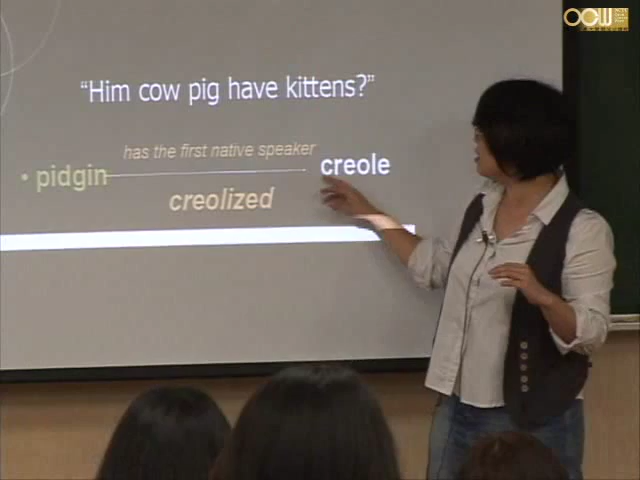 OCW
"Him cow pig have kittens?"
has the first native speaker
• pidgin
creole
creolized